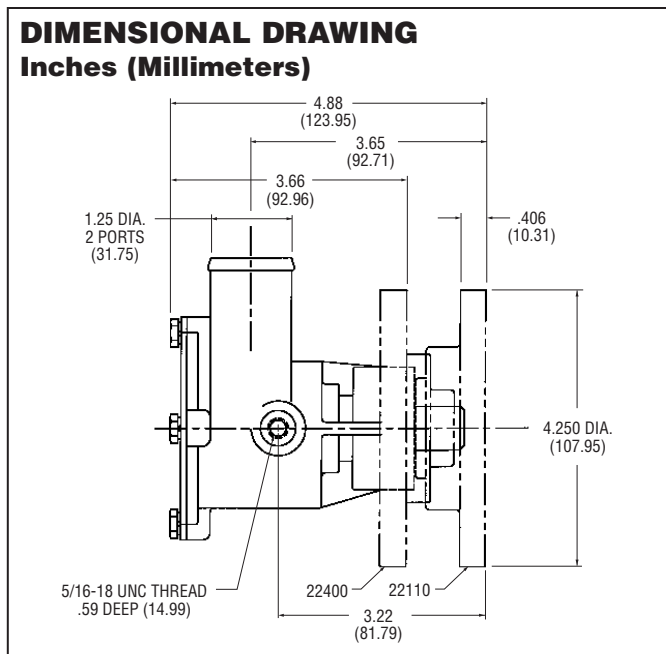 DIMENSIONAL DRAWING
Inches (Millimeters)
4.88
(123.95)
3.65
(92.71)
3.66
(92.96)
1.25 DIA.
2 PORTS
(31.75)
.406
(10.31)
4.250 DIA.
(107.95)
5/16-18 UNC THREAD
.59 DEEP (14.99)
22400
22110
3.22
(81.79)